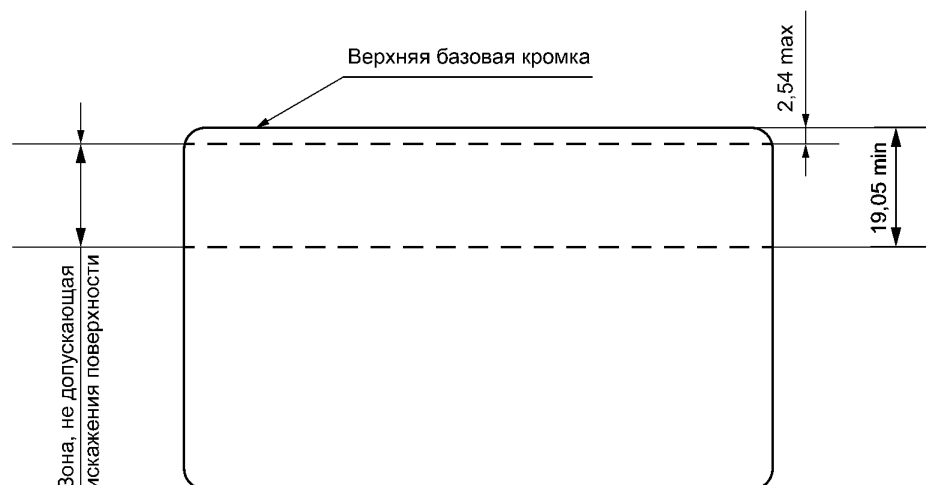 Верхняя базовая кромка
2,54 max
19,05 min
Зона, не допускающая
искажения поверхности